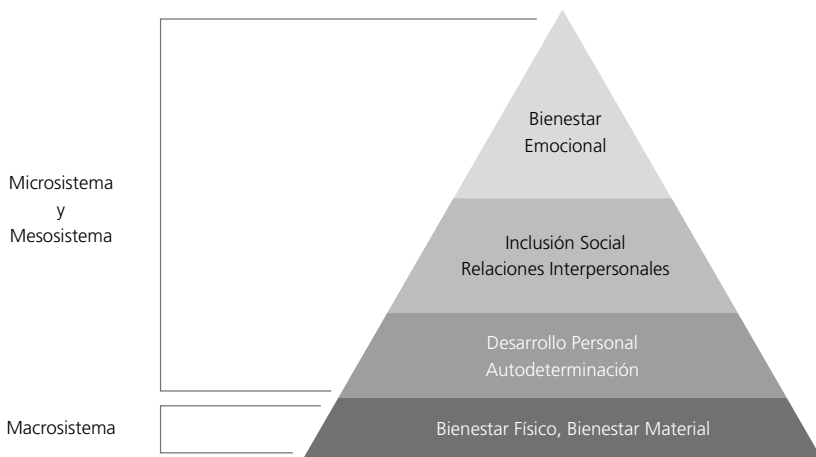 Bienestar
Emocional
Microsistema
y
Mesosistema
Inclusión Social
Relaciones Interpersonales
Desarrollo Personal
Autodeterminación
Macrosistema
Bienestar Físico, Bienestar Material